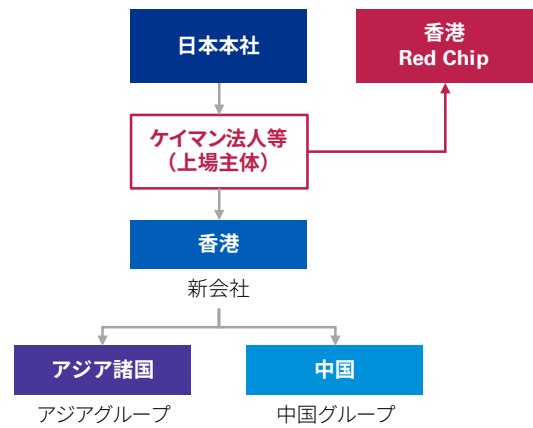 日本本社
香港
Red Chip
ケイマン法人等
（上場主体）
香港
新会社
アジア諸国
中国
アジアグループ
中国グループ